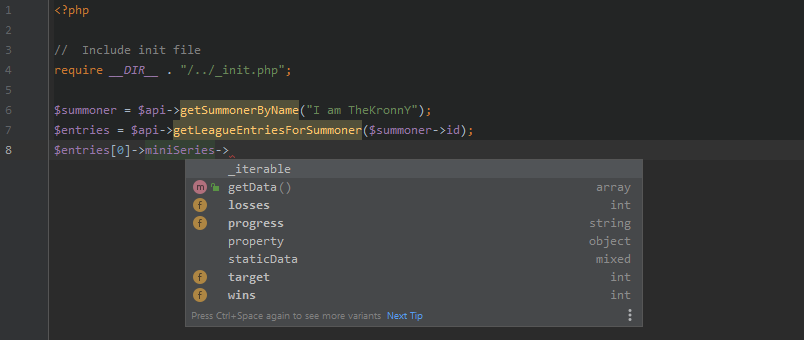 1 <?php
2
3 //  Include init file
4 require __DIR__ . "/../_init.php";
5
6 $summoner = $api->getSummonerByName("I am TheKronnY");
7 $entries = $api->getLeagueEntriesForSummoner($summoner->id);
8 $entries[0]->miniSeries->
_iterable
m getData() array
f losses int
f progress string
property object
staticData mixed
f target int
f wins int
Press Ctrl+Space again to see more variants Next Tip